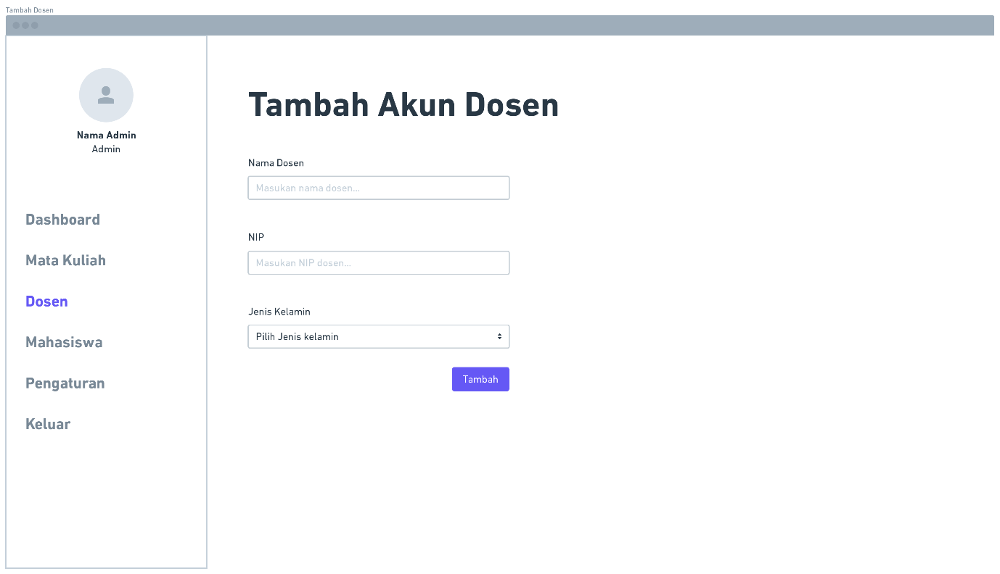 Tambah Dosen
Nama Admin
Admin
Dashboard
Mata Kuliah
Dosen
Mahasiswa
Pengaturan
Keluar
Tambah Akun Dosen
Nama Dosen
Masukan nama dosen...
NIP
Masukan NIP dosen...
Jenis Kelamin
Pilih Jenis kelamin
Tambah